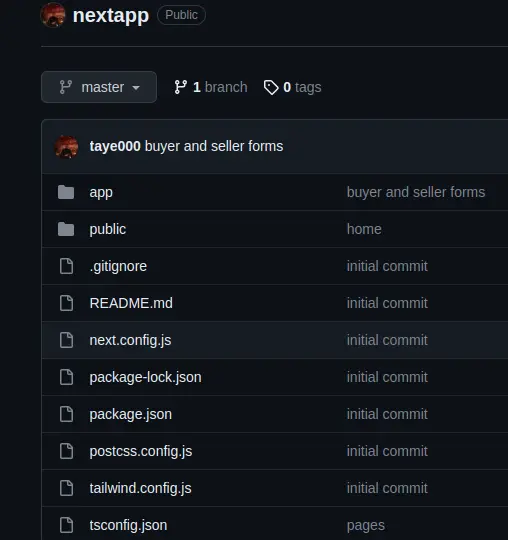 nextapp Public
master 1 branch 0 tags
taye000 buyer and seller forms
app buyer and seller forms
public home
.gitignore initial commit
README.md initial commit
next.config.js initial commit
package-lock.json initial commit
package.json initial commit
postcss.config.js initial commit
tailwind.config.js initial commit
tsconfig.json pages